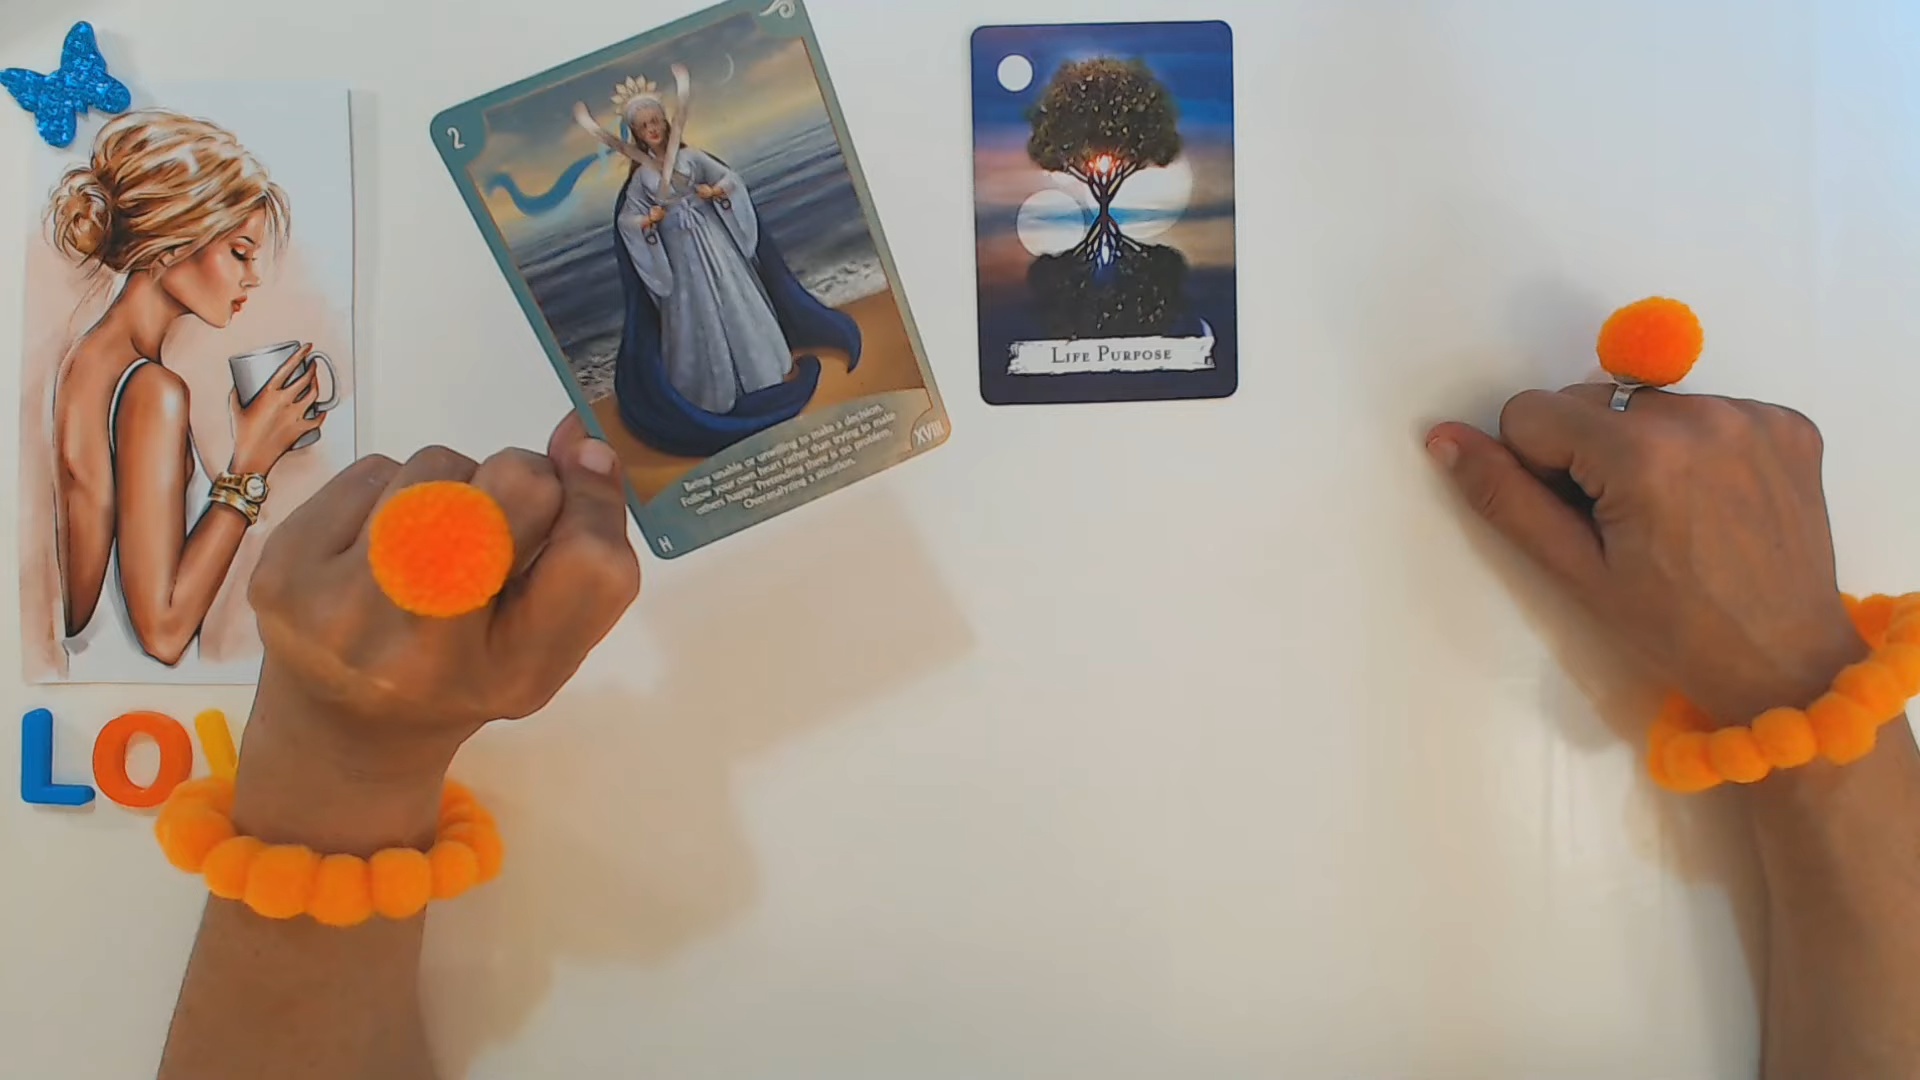 2
Being unable or unwilling to make a decision.
Follow your own heart rather than trying to make
others happy. Pretending there is no problem.
Overanalyzing a situation.
XVIII
H
LIFE PURPOSE
LOV